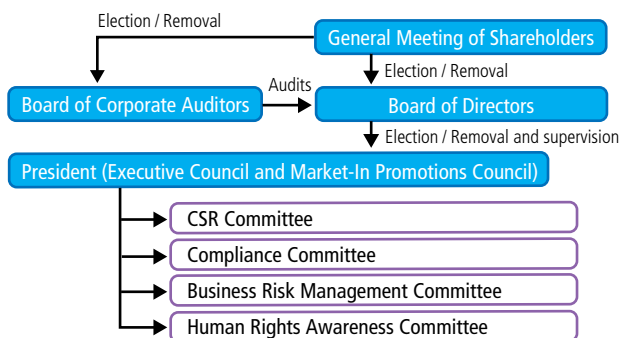 Election / Removal
General Meeting of Shareholders
Election / Removal
Board of Corporate Auditors
Audits
Board of Directors
Election / Removal and supervision
President (Executive Council and Market-In Promotions Council)
CSR Committee
Compliance Committee
Business Risk Management Committee
Human Rights Awareness Committee